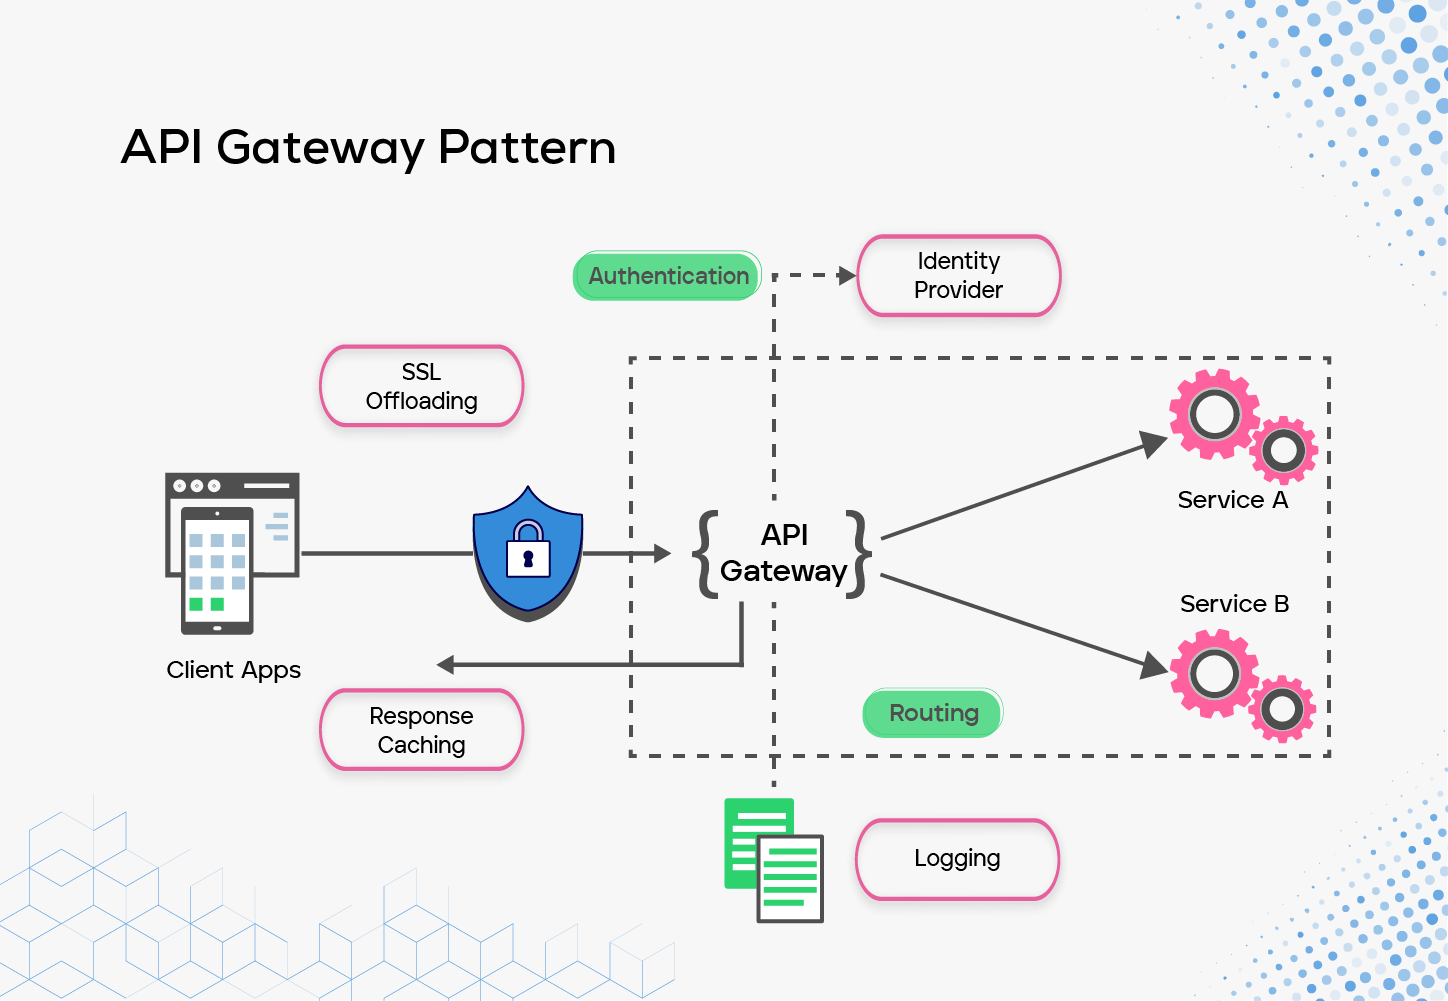 API Gateway Pattern
Authentication
Identity
Provider
SSL
Offloading
Service A
API
Gateway
Service B
Client Apps
Response
Caching
Routing
Logging